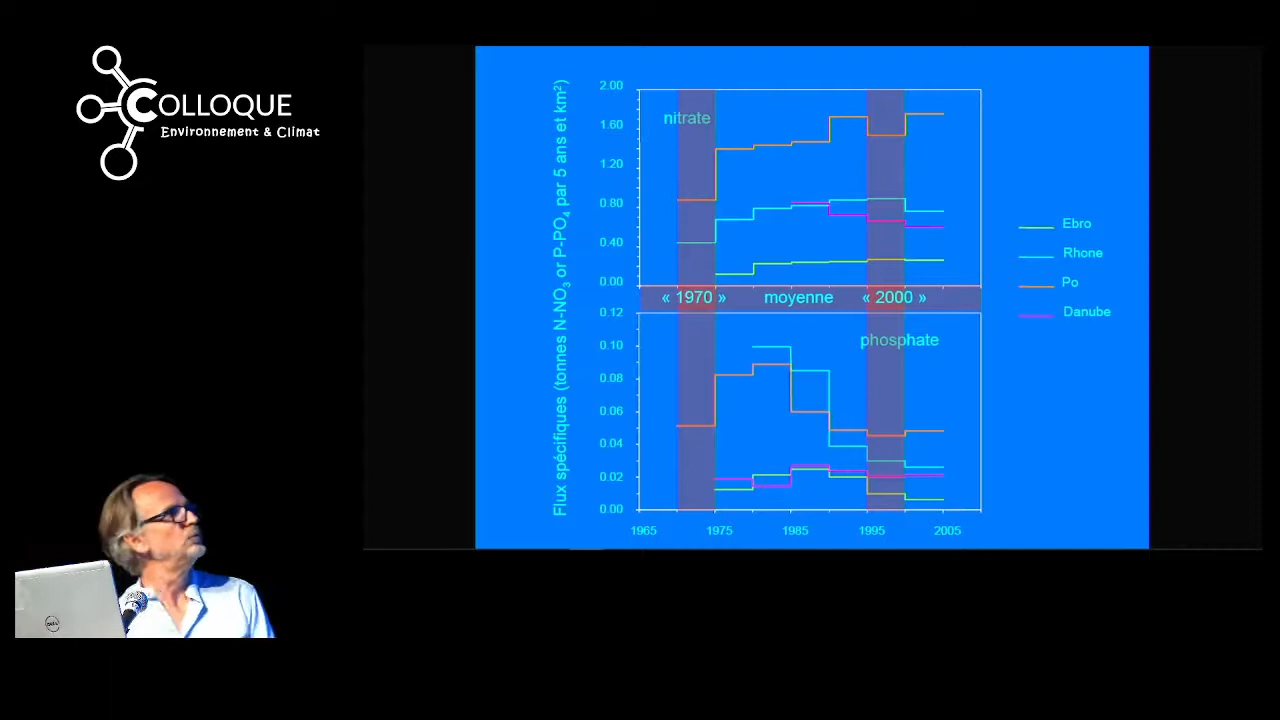 COLLOQUE
Environnement & Climat
Flux spécifiques (tonnes N-NO3 or P-PO4 par 5 ans et km²)
2.00
1.60
1.20
0.80
0.40
0.00
nitrate
« 1970 » moyenne « 2000 »
0.12
0.10
0.08
0.06
0.04
0.02
0.00
phosphate
1965 1975 1985 1995 2005
Ebro
Rhone
Po
Danube
DELL